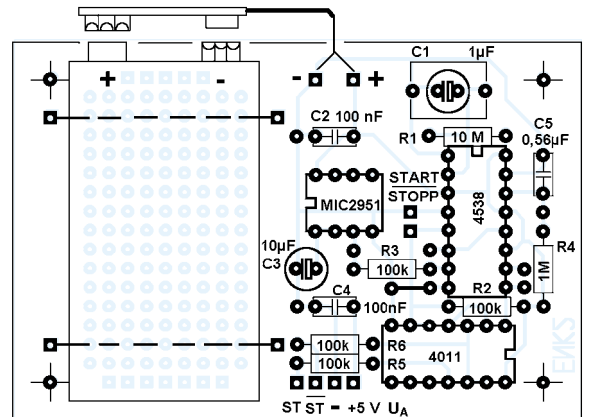 + -
- +
C1 1µF
C2 100 nF
R1 10 M
C5
0,56µF
START
STOPP
MIC2951
4538
10µF
C3
R3
100k
R4
1M
R2
100k
C4
100nF
100k R6
100k R5
4011
ENKS
ST ST - +5 V UA